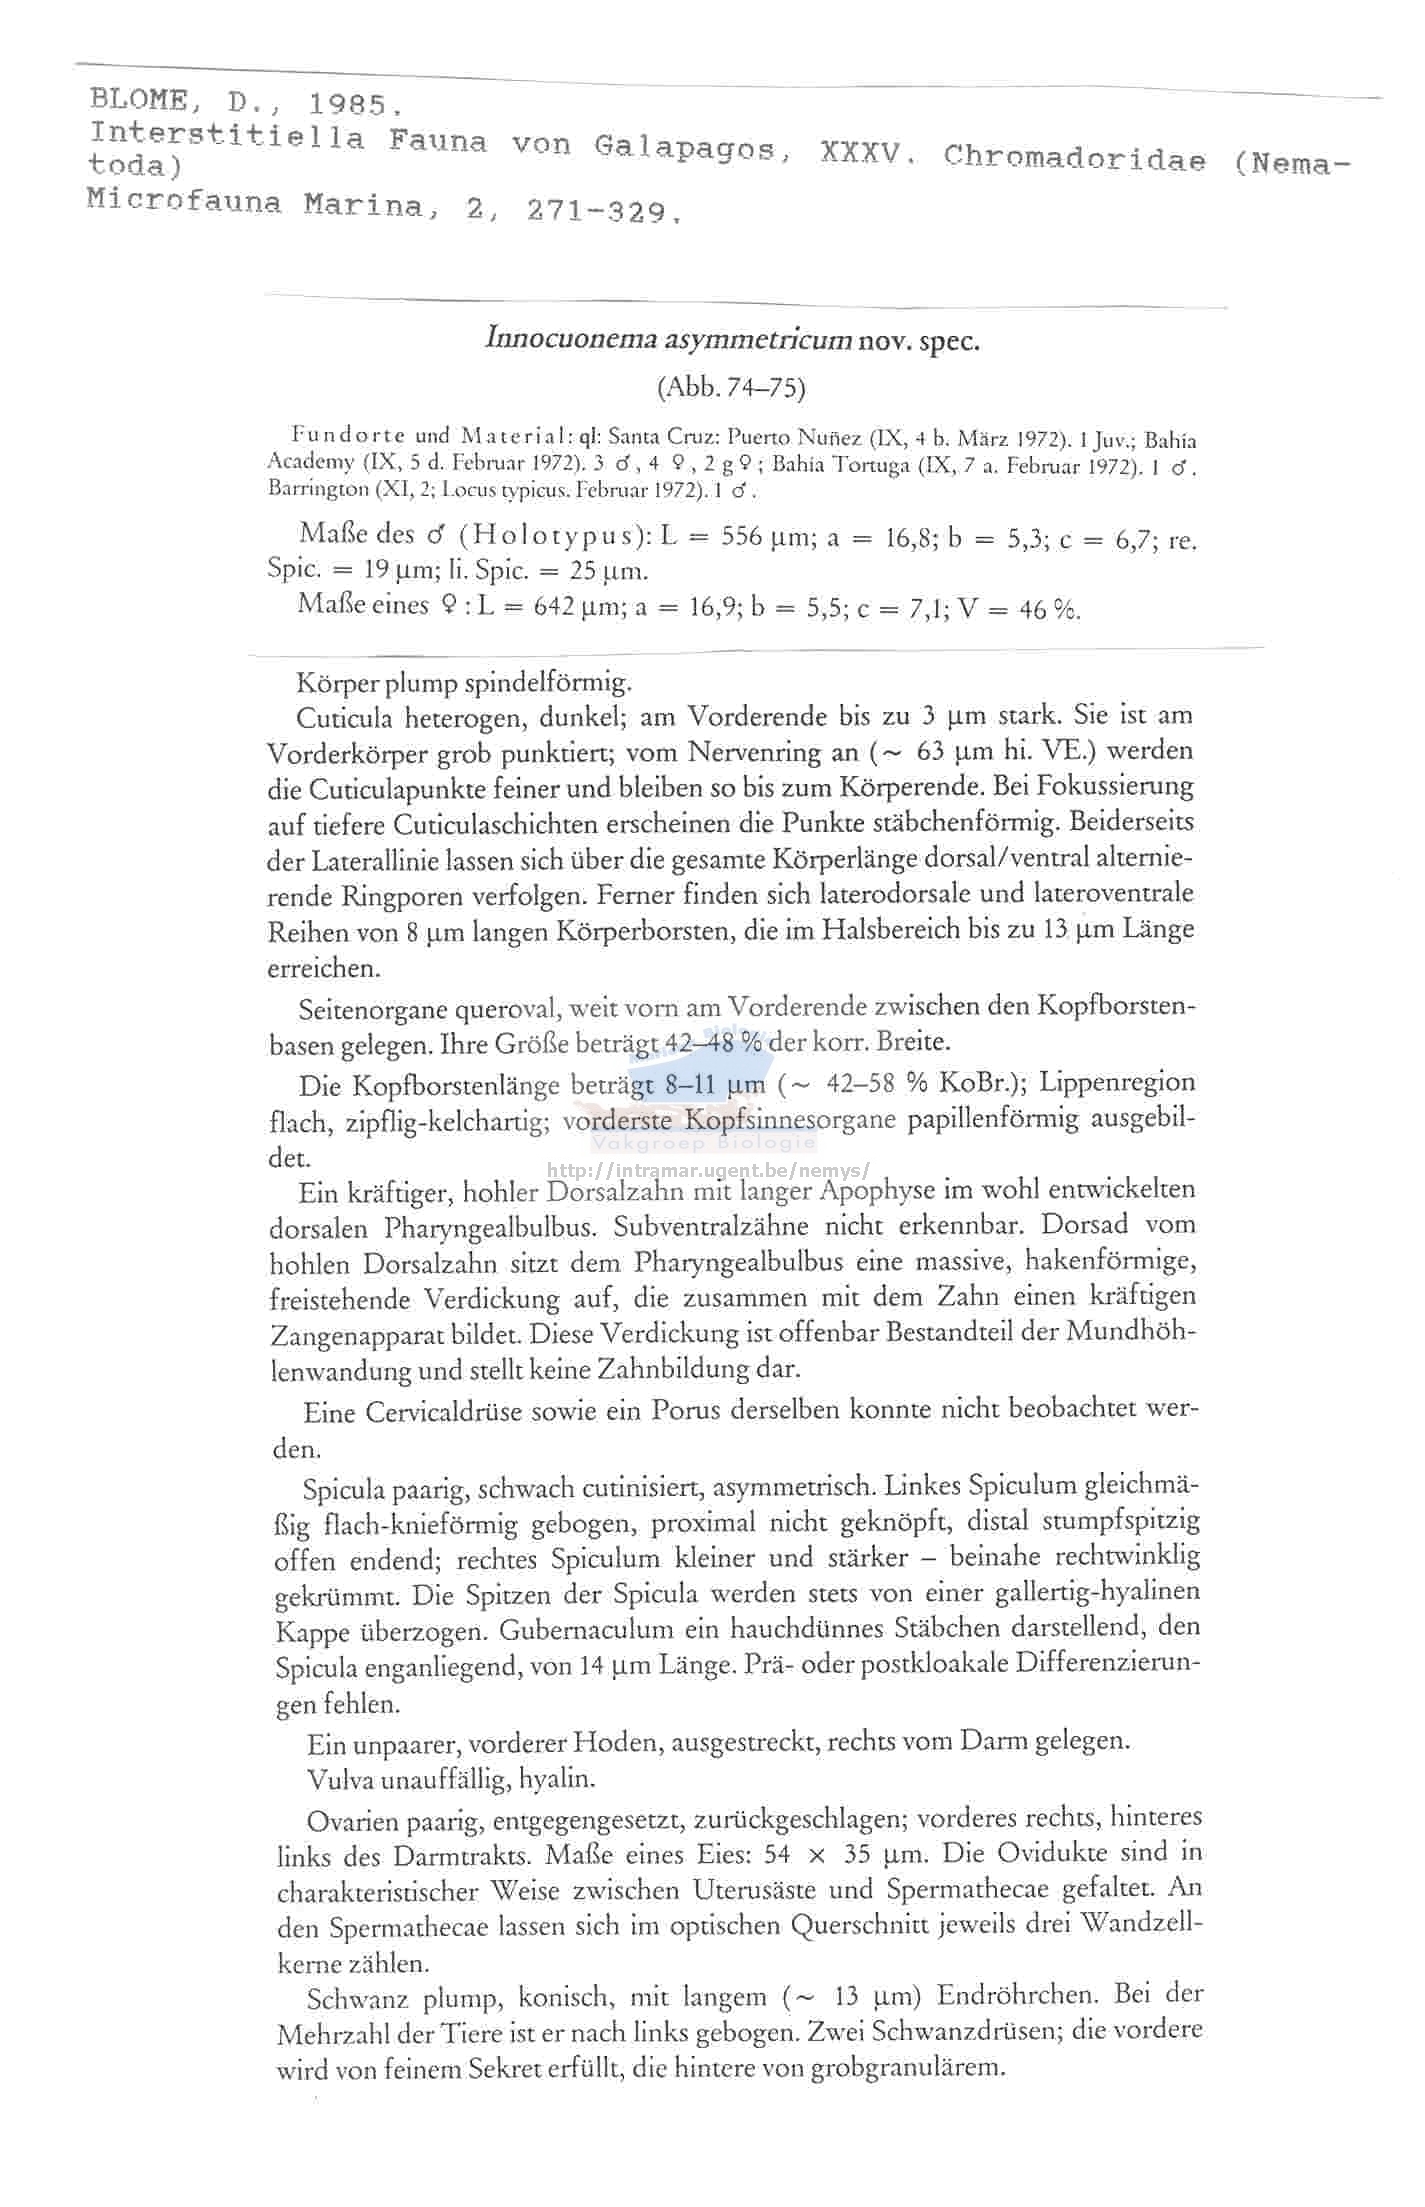 BLOME, D., 1985.
Interstitiella Fauna von Galapagos, XXXV. Chromadoridae (Nema-
toda)
Microfauna Marina, 2, 271-329.
Innocuonema asymmetricum nov. spec.
(Abb. 74–75)
Fundorte und Material: ql: Santa Cruz: Puerto Nuñez (IX, 4 b. März 1972). 1 Juv.; Bahía
Academy (IX, 5 d. Februar 1972). 3 ♂, 4 ♀, 2 g♀; Bahía Tortuga (IX, 7 a. Februar 1972). 1 ♂.
Barrington (XI, 2; Locus typicus. Februar 1972). 1 ♂.
Maße des ♂ (Holotypus): L = 556 µm; a = 16,8; b = 5,3; c = 6,7; re.
Spic. = 19 µm; li. Spic. = 25 µm.
Maße eines ♀: L = 642 µm; a = 16,9; b = 5,5; c = 7,1; V = 46 %.
Körper plump spindelförmig.
Cuticula heterogen, dunkel; am Vorderende bis zu 3 µm stark. Sie ist am
Vorderkörper grob punktiert; vom Nervenring an (~ 63 µm hi. VE.) werden
die Cuticulapunkte feiner und bleiben so bis zum Körperende. Bei Fokussierung
auf tiefere Cuticulaschichten erscheinen die Punkte stäbchenförmig. Beiderseits
der Laterallinie lassen sich über die gesamte Körperlänge dorsal/ventral alternie-
rende Ringporen verfolgen. Ferner finden sich laterodorsale und lateroventrale
Reihen von 8 µm langen Körperborsten, die im Halsbereich bis zu 13 µm Länge
erreichen.
Seitenorgane queroval, weit vorn am Vorderende zwischen den Kopfborsten-
basen gelegen. Ihre Größe beträgt 42–48 % der korr. Breite.
Die Kopfborstenlänge beträgt 8–11 µm (~ 42–58 % KoBr.); Lippenregion
flach, zipflig-kelchartig; vorderste Kopfsinnesorgane papillenförmig ausgebil-
Vakgroep Biologie
det.
http://intramar.ugent.be/nemys/
Ein kräftiger, hohler Dorsalzahn mit langer Apophyse im wohl entwickelten
dorsalen Pharyngealbulbus. Subventralzähne nicht erkennbar. Dorsad vom
hohlen Dorsalzahn sitzt dem Pharyngealbulbus eine massive, hakenförmige,
freistehende Verdickung auf, die zusammen mit dem Zahn einen kräftigen
Zangenapparat bildet. Diese Verdickung ist offenbar Bestandteil der Mundhöh-
lenwandung und stellt keine Zahnbildung dar.
Eine Cervicaldrüse sowie ein Porus derselben konnte nicht beobachtet wer-
den.
Spicula paarig, schwach cutinisiert, asymmetrisch. Linkes Spiculum gleichmä-
ßig flach-knieförmig gebogen, proximal nicht geknöpft, distal stumpfspitzig
offen endend; rechtes Spiculum kleiner und stärker – beinahe rechtwinklig
gekrümmt. Die Spitzen der Spicula werden stets von einer gallertig-hyalinen
Kappe überzogen. Gubernaculum ein hauchdünnes Stäbchen darstellend, den
Spicula enganliegend, von 14 µm Länge. Prä- oder postkloakale Differenzierun-
gen fehlen.
Ein unpaarer, vorderer Hoden, ausgestreckt, rechts vom Darm gelegen.
Vulva unauffällig, hyalin.
Ovarien paarig, entgegengesetzt, zurückgeschlagen; vorderes rechts, hinteres
links des Darmtrakts. Maße eines Eies: 54 × 35 µm. Die Ovidukte sind in
charakteristischer Weise zwischen Uterusäste und Spermathecae gefaltet. An
den Spermathecae lassen sich im optischen Querschnitt jeweils drei Wandzell-
kerne zählen.
Schwanz plump, konisch, mit langem (~ 13 µm) Endröhrchen. Bei der
Mehrzahl der Tiere ist er nach links gebogen. Zwei Schwanzdrüsen; die vordere
wird von feinem Sekret erfüllt, die hintere von grobgranulärem.